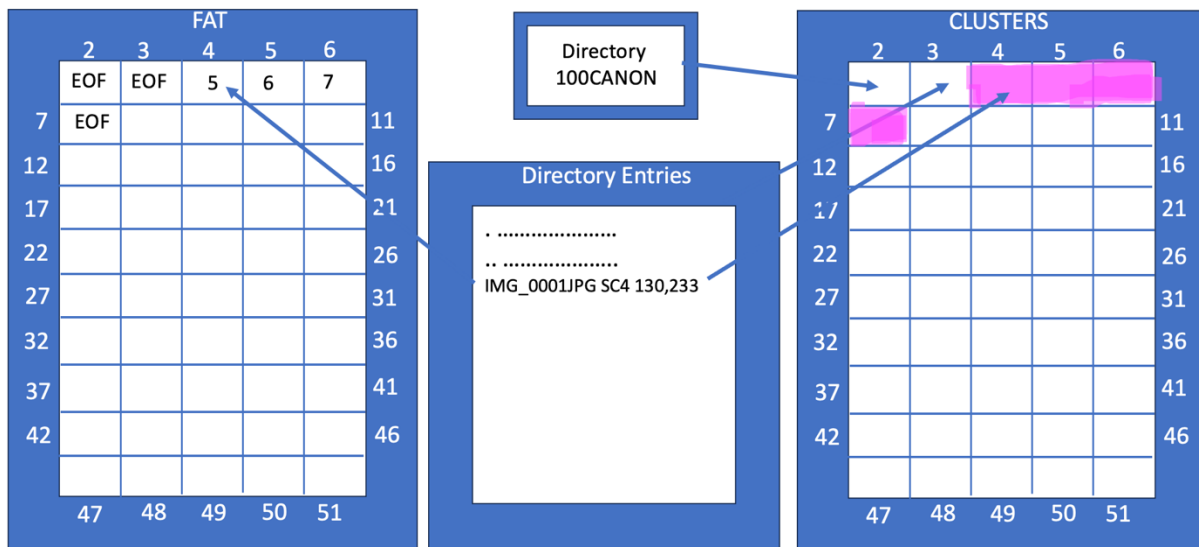 FAT
2 3 4 5 6
EOF EOF 5 6 7
7 EOF 11
12 16
17 21
22 26
27 31
32 36
37 41
42 46
47 48 49 50 51
Directory
100CANON
Directory Entries
. .....................
.. ....................
IMG_0001JPG SC4 130,233
CLUSTERS
2 3 4 5 6
7 11
12 16
17 21
22 26
27 31
32 36
37 41
42 46
47 48 49 50 51